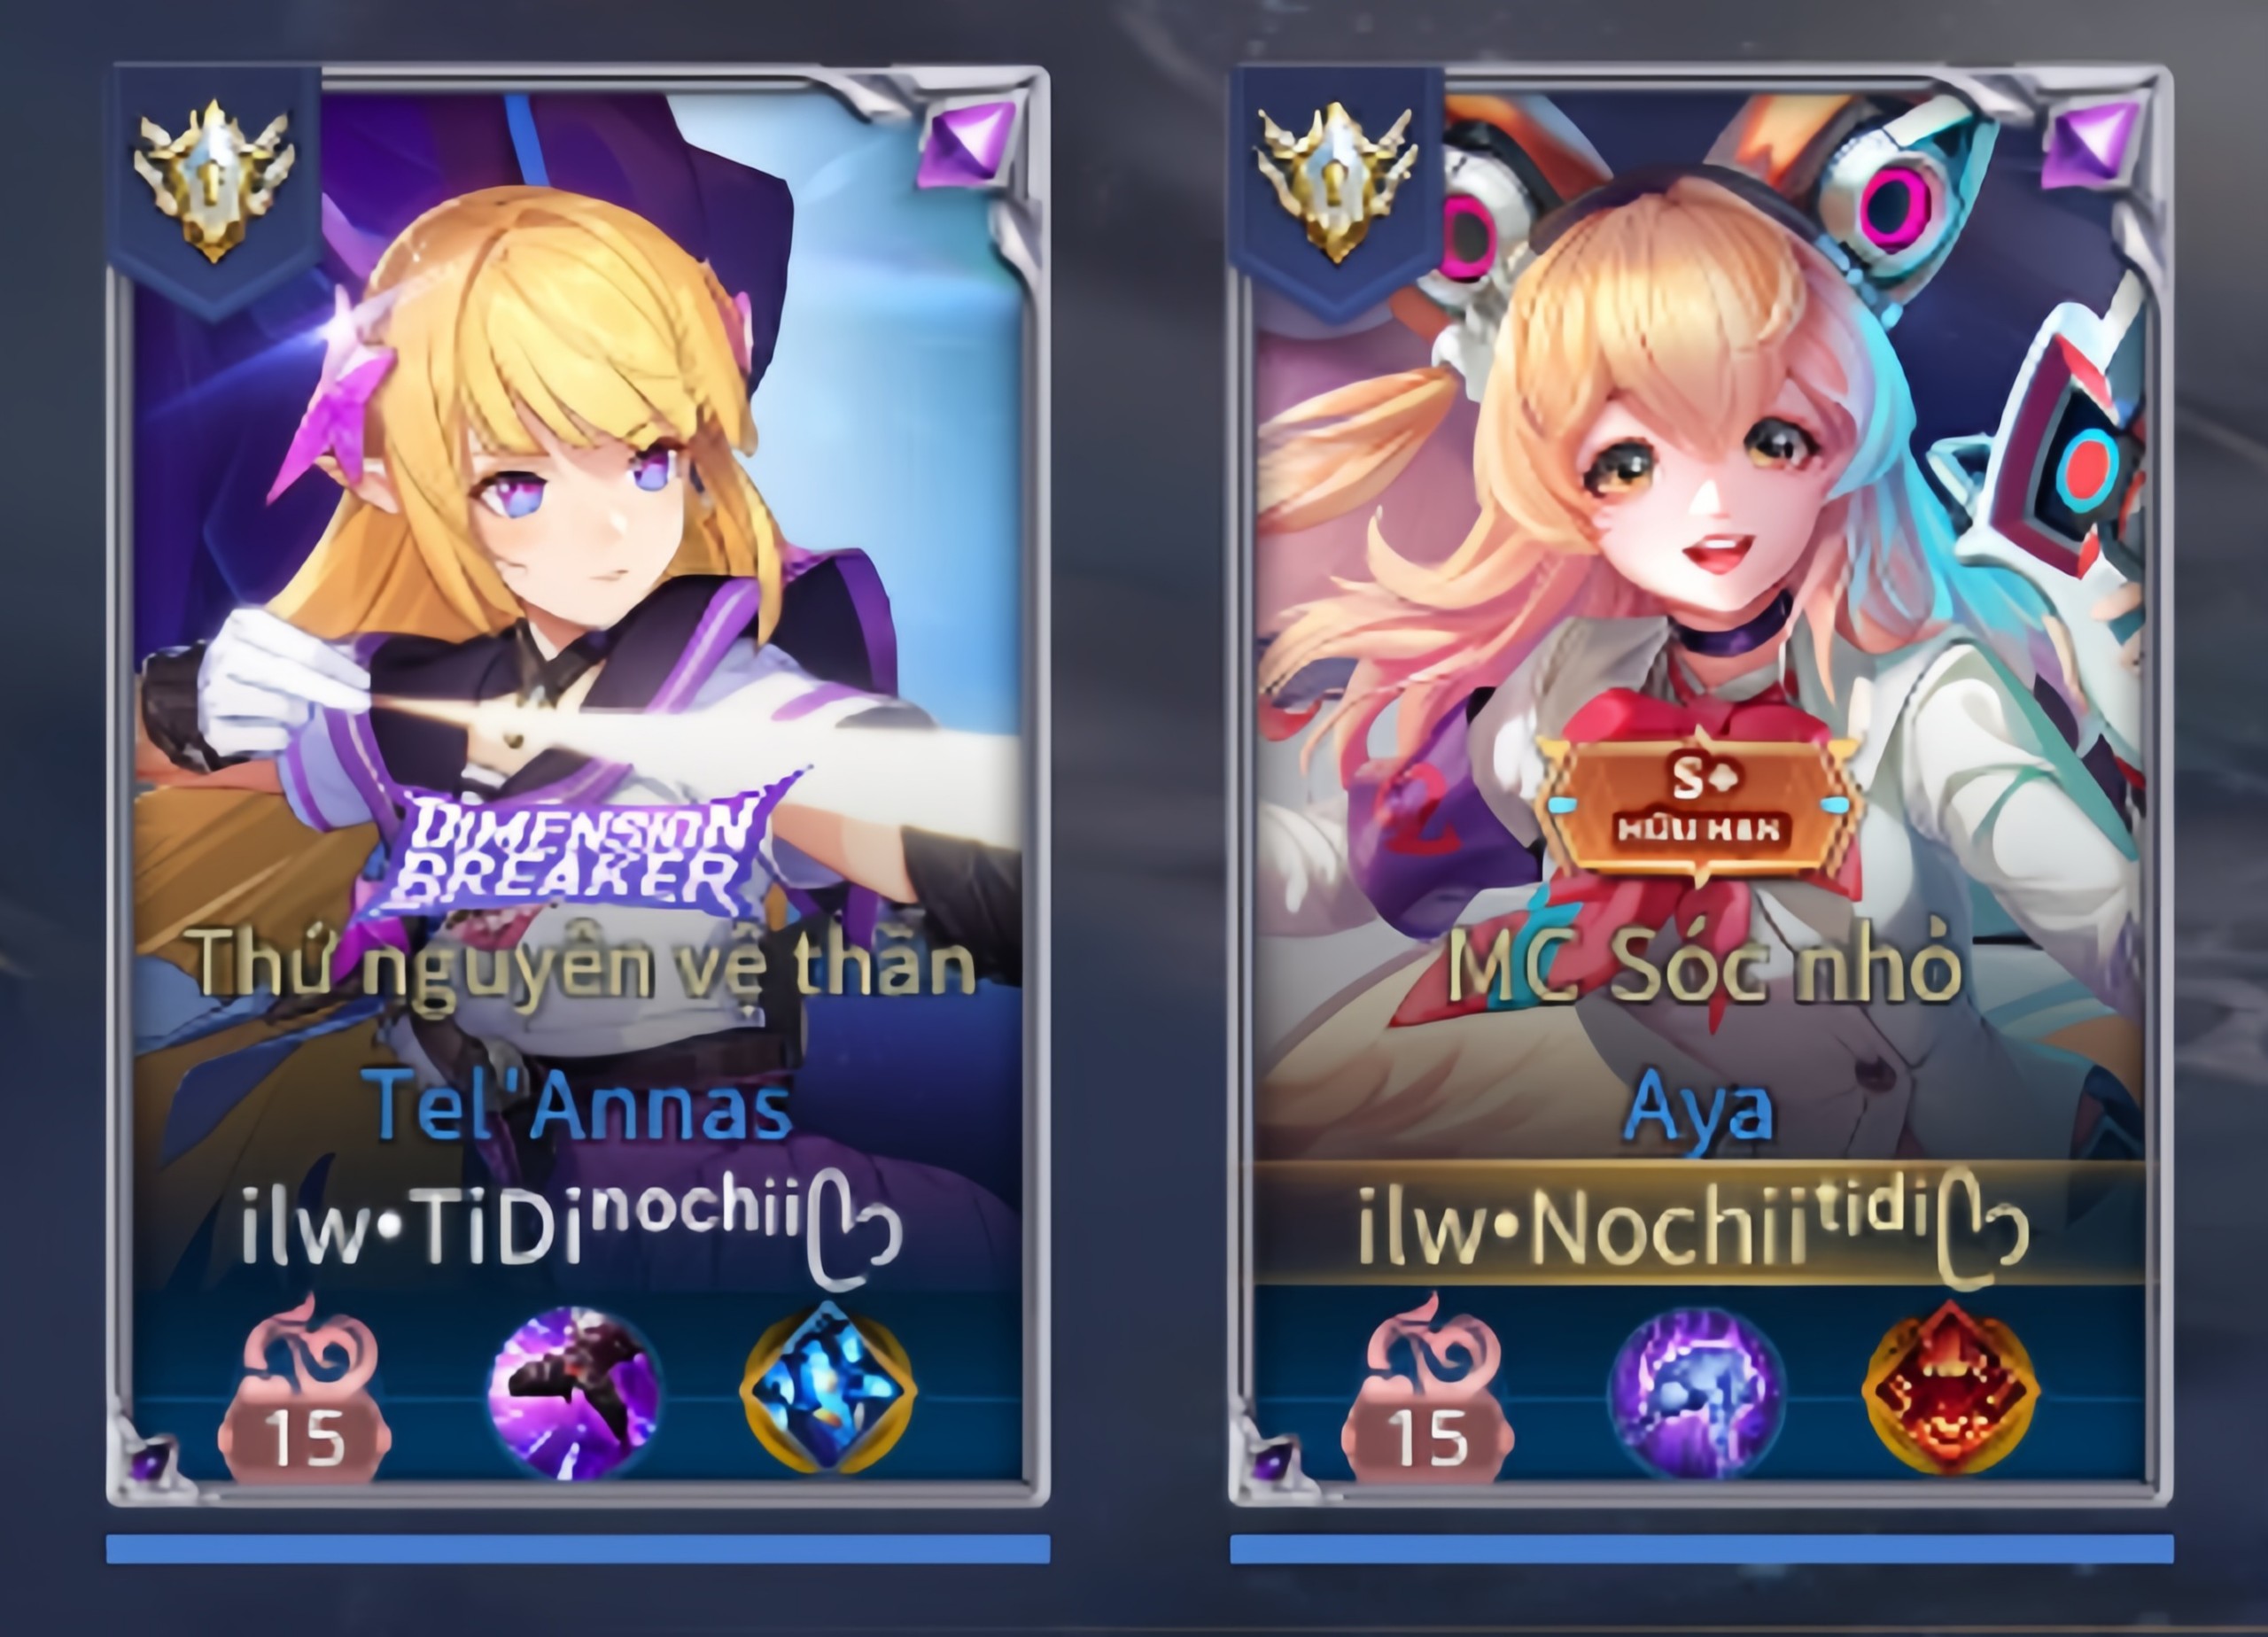 DIMENSION
BREAKER
Thứ nguyên vệ thần
Tel'Annas
ilw•TiDiⁿᵒᶜʰⁱⁱ
15
S+
HỮU HẠN
MC Sóc nhỏ
Aya
ilw•Nochiiᵗⁱᵈⁱ
15